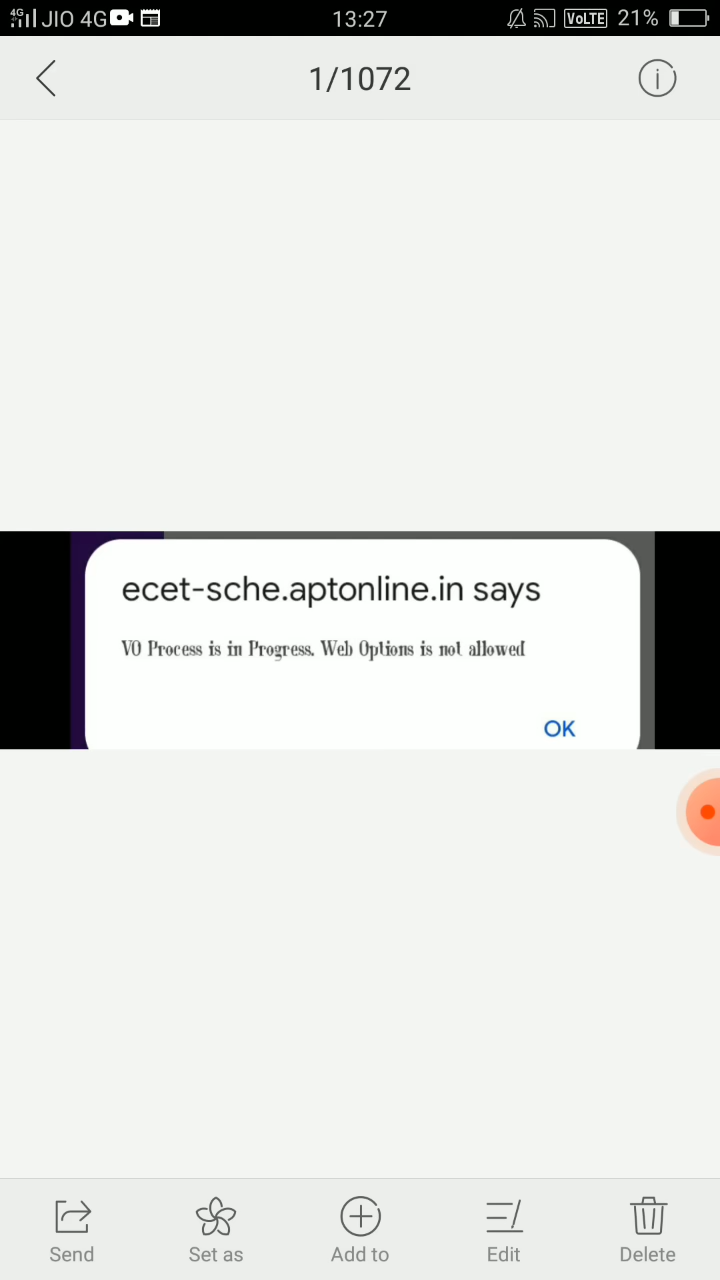 4G JIO 4G 13:27 VoLTE 21%
1/1072
ecet-sche.aptonline.in says
VO Process is in Progress. Web Options is not allowed
OK
Send Set as Add to Edit Delete